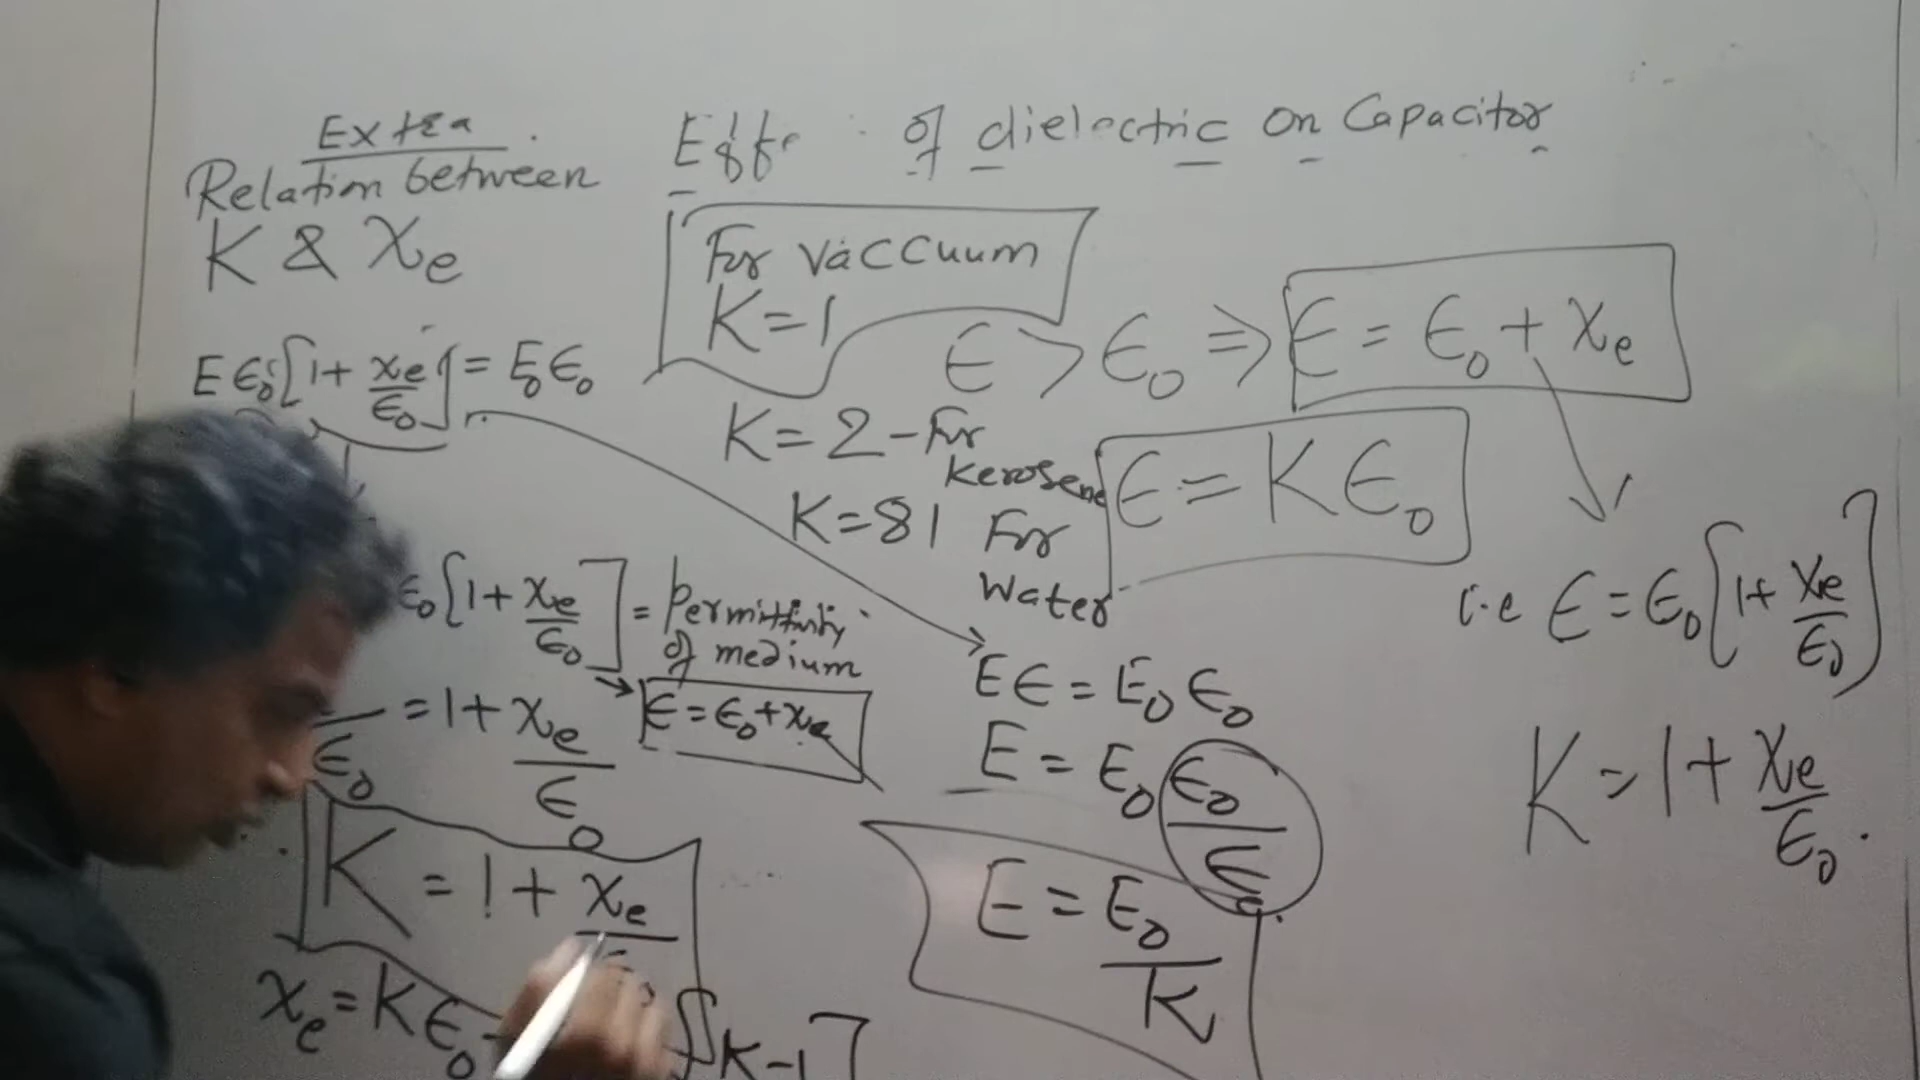 Extra
Relation between
K & χe
Eϵ0[1 + χe/ϵ0] = E0ϵ0
ϵ0[1 + χe/ϵ0] = Permittivity
of medium
ϵ = ϵ0 + χe
/ϵ0 = 1 + χe/ϵ0
K = 1 + χe
χe = Kϵ0 -
[K-1]
of dielectric on Capacitor
For Vaccuum
K = 1
ϵ > ϵ0 ⇒ ϵ = ϵ0 + χe
K = 2 - For
Kerosene
K = 81 For
Water
ϵ = Kϵ0
i.e ϵ = ϵ0[1 + χe/ϵ0]
K = 1 + χe/ϵ0.
Eϵ = E0ϵ0
E = E0 ϵ0/ϵ
E = E0/K